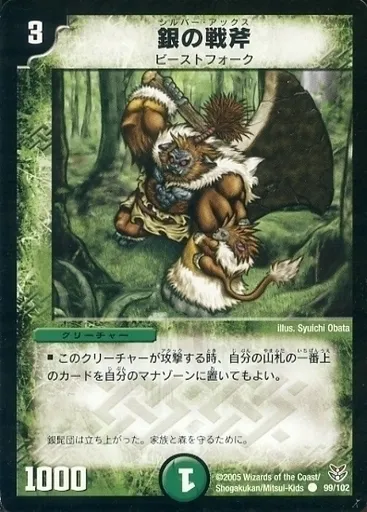 3
シルバー・アックス
銀の戦斧
ビーストフォーク
illus. Syuichi Obata
クリーチャー
■ このクリーチャーが攻撃する時、自分の山札の一番上
のカードを自分のマナゾーンに置いてもよい。
銀髭団は立ち上がった。家族と森を守るために。
1000
1
©2005 Wizards of the Coast/
Shogakukan/Mitsui-Kids
99/102